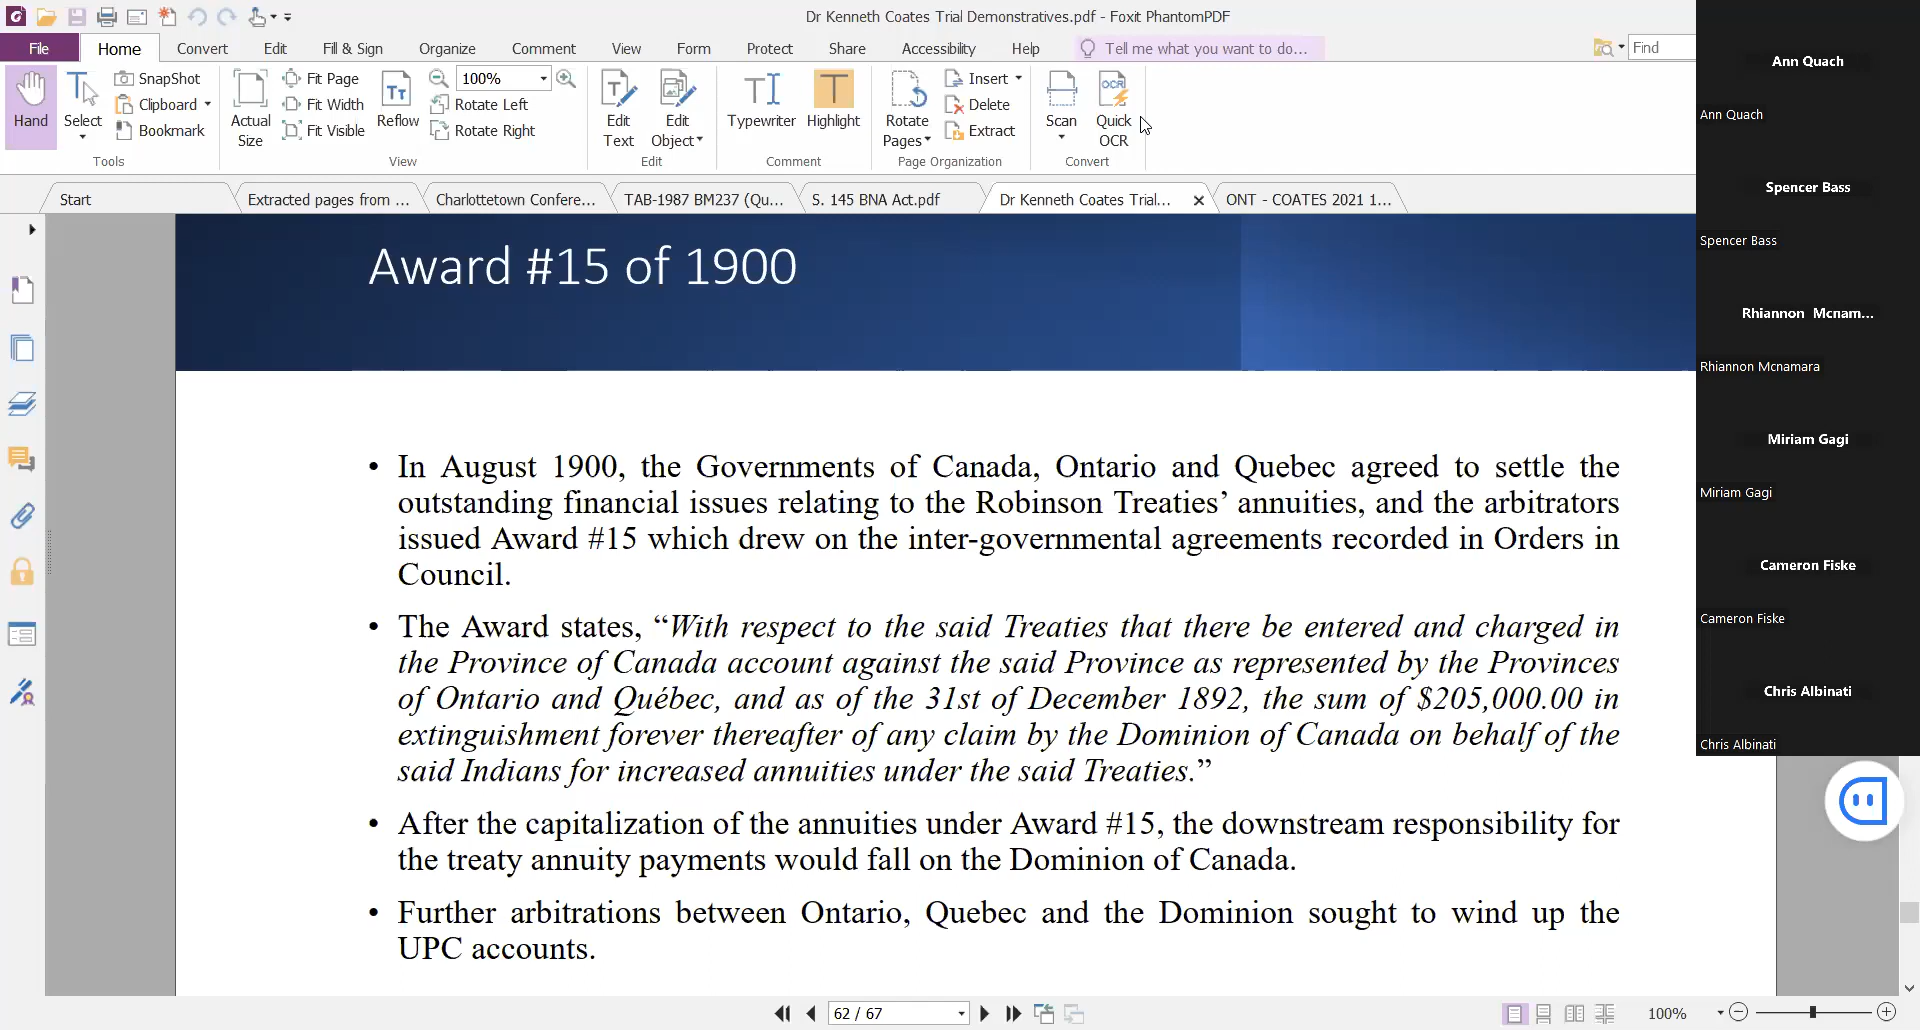 Dr Kenneth Coates Trial Demonstratives.pdf - Foxit PhantomPDF
File Home Convert Edit Fill & Sign Organize Comment View Form Protect Share Accessibility Help Tell me what you want to do... Find
Hand
Select
SnapShot
Clipboard
Bookmark
Tools
Actual Size
Fit Page
Fit Width
Fit Visible
Reflow
100%
Rotate Left
Rotate Right
View
Edit Text
Edit Object
Edit
Typewriter
Highlight
Comment
Rotate Pages
Insert
Delete
Extract
Page Organization
Scan
Quick OCR
Convert
Start Extracted pages from ... Charlottetown Confere... TAB-1987 BM237 (Qu... S. 145 BNA Act.pdf Dr Kenneth Coates Trial... ONT - COATES 2021 1...
Award #15 of 1900
• In August 1900, the Governments of Canada, Ontario and Quebec agreed to settle the
outstanding financial issues relating to the Robinson Treaties’ annuities, and the arbitrators
issued Award #15 which drew on the inter-governmental agreements recorded in Orders in
Council.
• The Award states, “With respect to the said Treaties that there be entered and charged in
the Province of Canada account against the said Province as represented by the Provinces
of Ontario and Québec, and as of the 31st of December 1892, the sum of $205,000.00 in
extinguishment forever thereafter of any claim by the Dominion of Canada on behalf of the
said Indians for increased annuities under the said Treaties.”
• After the capitalization of the annuities under Award #15, the downstream responsibility for
the treaty annuity payments would fall on the Dominion of Canada.
• Further arbitrations between Ontario, Quebec and the Dominion sought to wind up the
UPC accounts.
62 / 67
100%
Ann Quach
Ann Quach
Spencer Bass
Spencer Bass
Rhiannon Mcnam...
Rhiannon Mcnamara
Miriam Gagi
Miriam Gagi
Cameron Fiske
Cameron Fiske
Chris Albinati
Chris Albinati